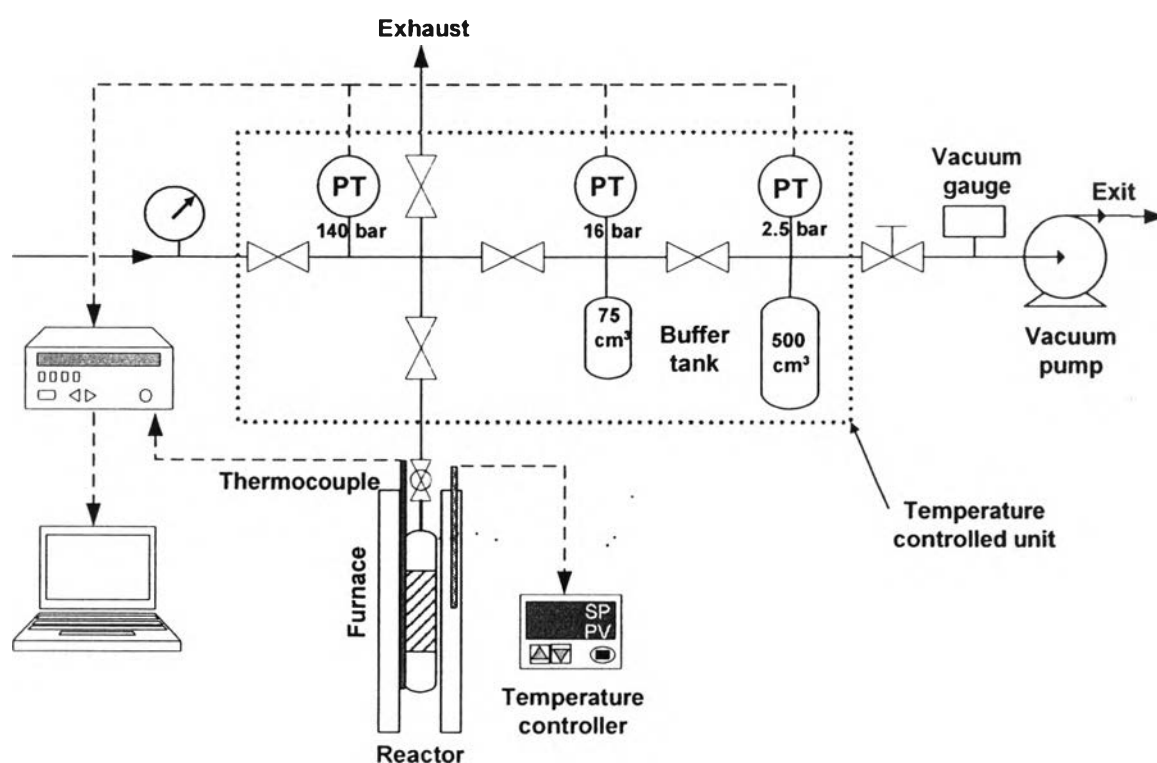 Exhaust
PT
PT
PT
Vacuum
gauge
Exit
140 bar
16 bar
2.5 bar
75
cm³
Buffer
tank
500
cm³
Vacuum
pump
Thermocouple
Temperature
controlled unit
Furnace
SP
PV
Temperature
controller
Reactor